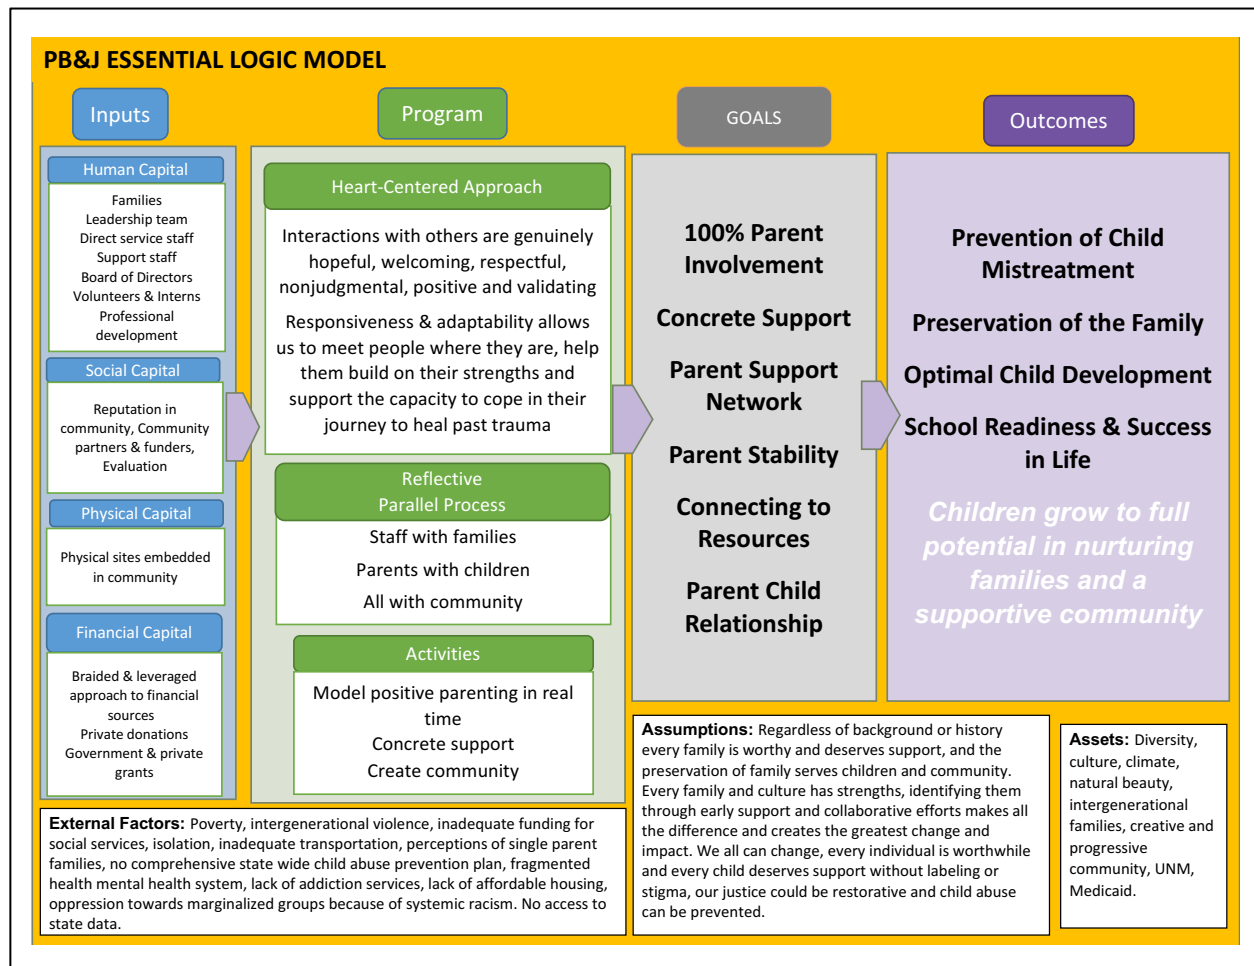 PB&J ESSENTIAL LOGIC MODEL
Inputs
Human Capital
Families
Leadership team
Direct service staff
Support staff
Board of Directors
Volunteers & Interns
Professional
development
Social Capital
Reputation in
community, Community
partners & funders,
Evaluation
Physical Capital
Physical sites embedded
in community
Financial Capital
Braided & leveraged
approach to financial
sources
Private donations
Government & private
grants
Program
Heart-Centered Approach
Interactions with others are genuinely
hopeful, welcoming, respectful,
nonjudgmental, positive and validating
Responsiveness & adaptability allows
us to meet people where they are, help
them build on their strengths and
support the capacity to cope in their
journey to heal past trauma
Reflective
Parallel Process
Staff with families
Parents with children
All with community
Activities
Model positive parenting in real
time
Concrete support
Create community
GOALS
100% Parent
Involvement
Concrete Support
Parent Support
Network
Parent Stability
Connecting to
Resources
Parent Child
Relationship
Outcomes
Prevention of Child
Mistreatment
Preservation of the Family
Optimal Child Development
School Readiness & Success
in Life
Children grow to full
potential in nurturing
families and a
supportive community
External Factors: Poverty, intergenerational violence, inadequate funding for
social services, isolation, inadequate transportation, perceptions of single parent
families, no comprehensive state wide child abuse prevention plan, fragmented
health mental health system, lack of addiction services, lack of affordable housing,
oppression towards marginalized groups because of systemic racism. No access to
state data.
Assumptions: Regardless of background or history
every family is worthy and deserves support, and the
preservation of family serves children and community.
Every family and culture has strengths, identifying them
through early support and collaborative efforts makes all
the difference and creates the greatest change and
impact. We all can change, every individual is worthwhile
and every child deserves support without labeling or
stigma, our justice could be restorative and child abuse
can be prevented.
Assets: Diversity,
culture, climate,
natural beauty,
intergenerational
families, creative and
progressive
community, UNM,
Medicaid.